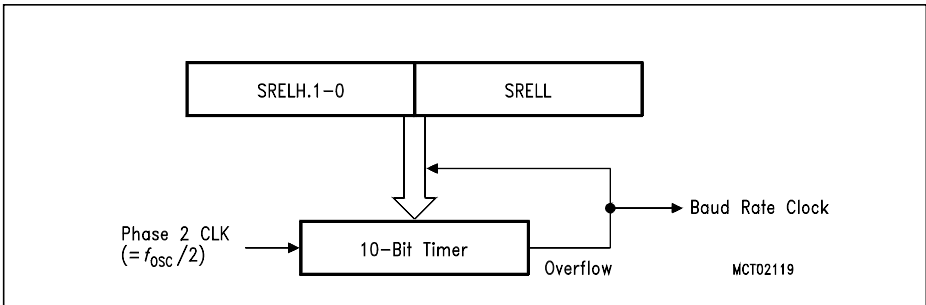 SRELH.1-0
SRELL
Baud Rate Clock
Phase 2 CLK
(=fOSC/2)
10-Bit Timer
Overflow
MCT02119